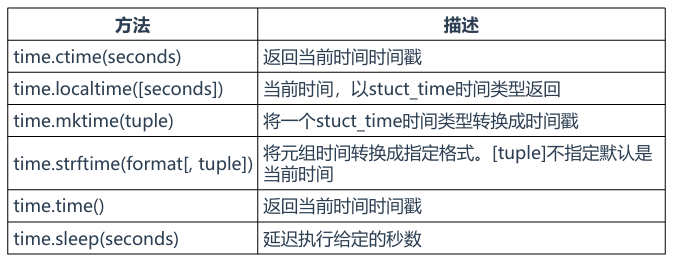 方法 描述
time.ctime(seconds) 返回当前时间时间戳
time.localtime([seconds]) 当前时间，以stuct_time时间类型返回
time.mktime(tuple) 将一个stuct_time时间类型转换成时间戳
time.strftime(format[, tuple]) 将元组时间转换成指定格式。[tuple]不指定默认是
当前时间
time.time() 返回当前时间时间戳
time.sleep(seconds) 延迟执行给定的秒数